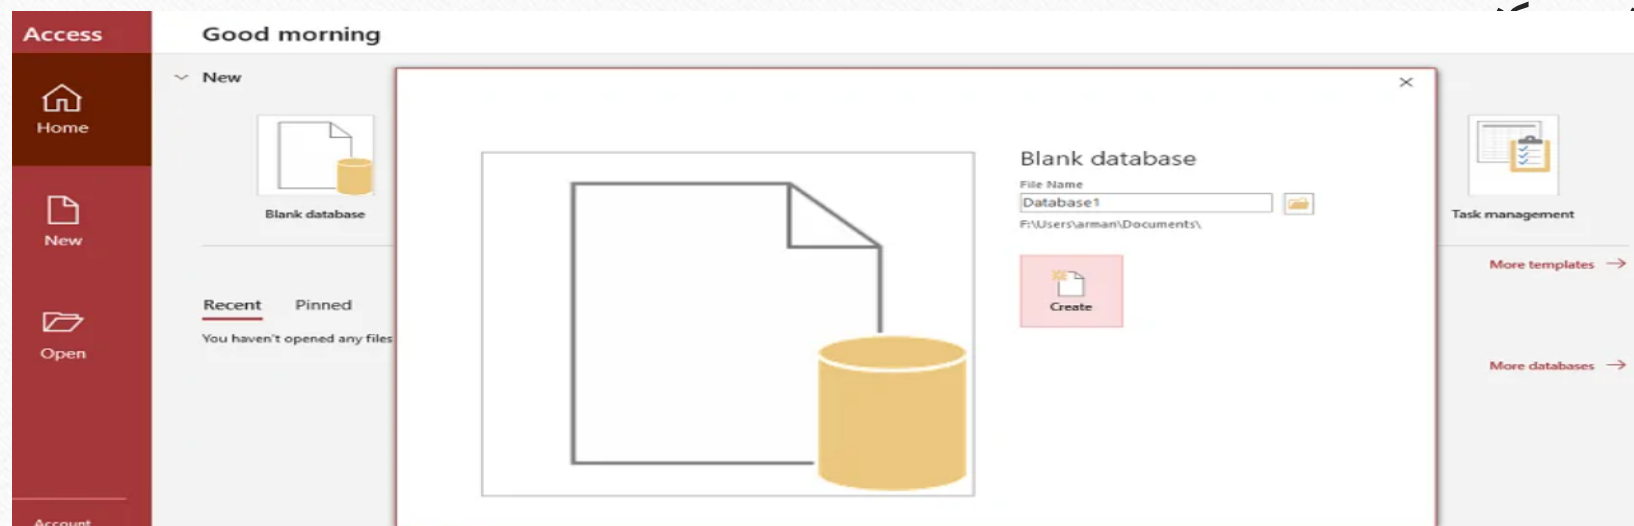 Access
Good morning
New
Home
New
Open
Account
Blank database
Recent Pinned
You haven't opened any files
Blank database
File Name
Database1
F:\Users\arman\Documents\
Create
Task management
More templates
More databases